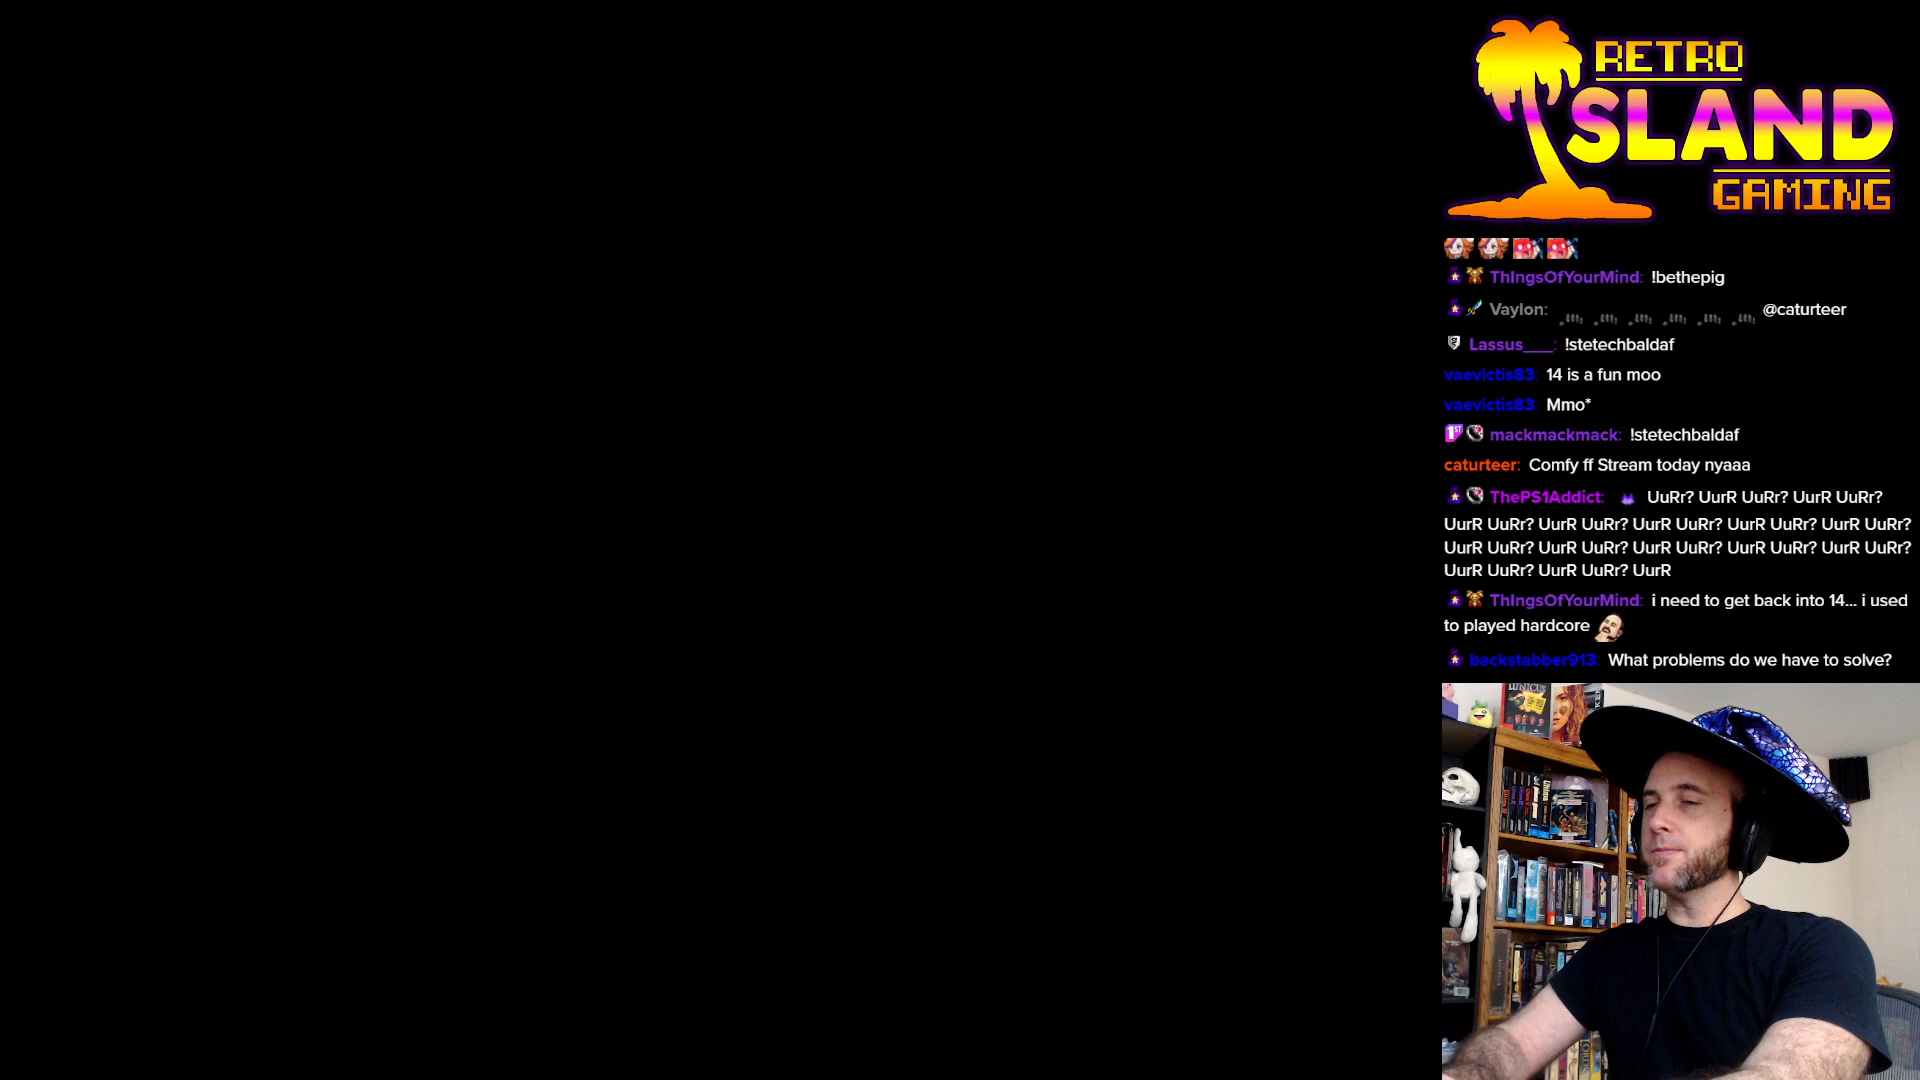 RETRO
ISLAND
GAMING
ThIngsOfYourMind: !bethepig
Vaylon: @caturteer
Lassus___: !stetechbaldaf
vaevictis83: 14 is a fun moo
vaevictis83: Mmo*
mackmackmack: !stetechbaldaf
caturteer: Comfy ff Stream today nyaaa
ThePS1Addict: UuRr? UurR UuRr? UurR UuRr?
UurR UuRr? UurR UuRr? UurR UuRr? UurR UuRr? UurR UuRr?
UurR UuRr? UurR UuRr? UurR UuRr? UurR UuRr? UurR UuRr?
UurR UuRr? UurR UuRr? UurR
ThIngsOfYourMind: i need to get back into 14... i used
to played hardcore
backstabber913: What problems do we have to solve?
LUNICUS